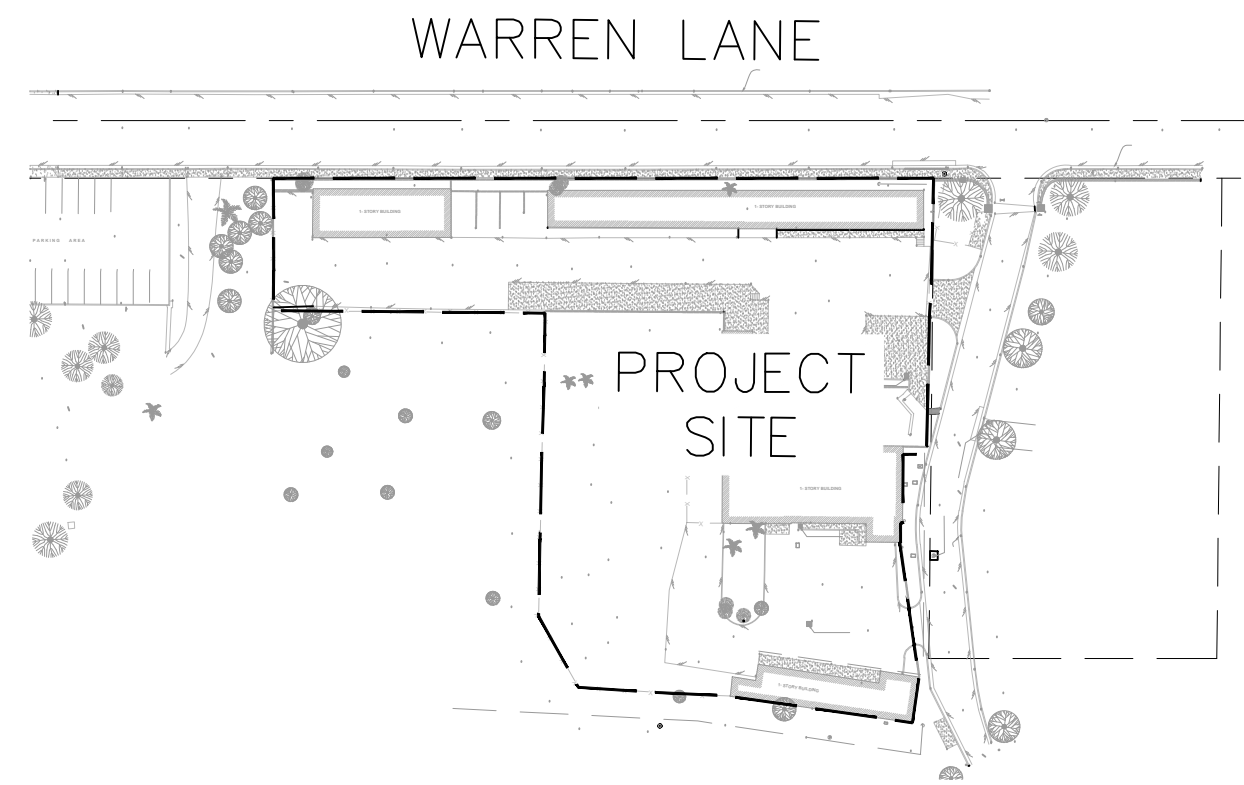 WARREN LANE
1- STORY BUILDING
1- STORY BUILDING
PARKING AREA
PROJECT
SITE
1- STORY BUILDING
1- STORY BUILDING